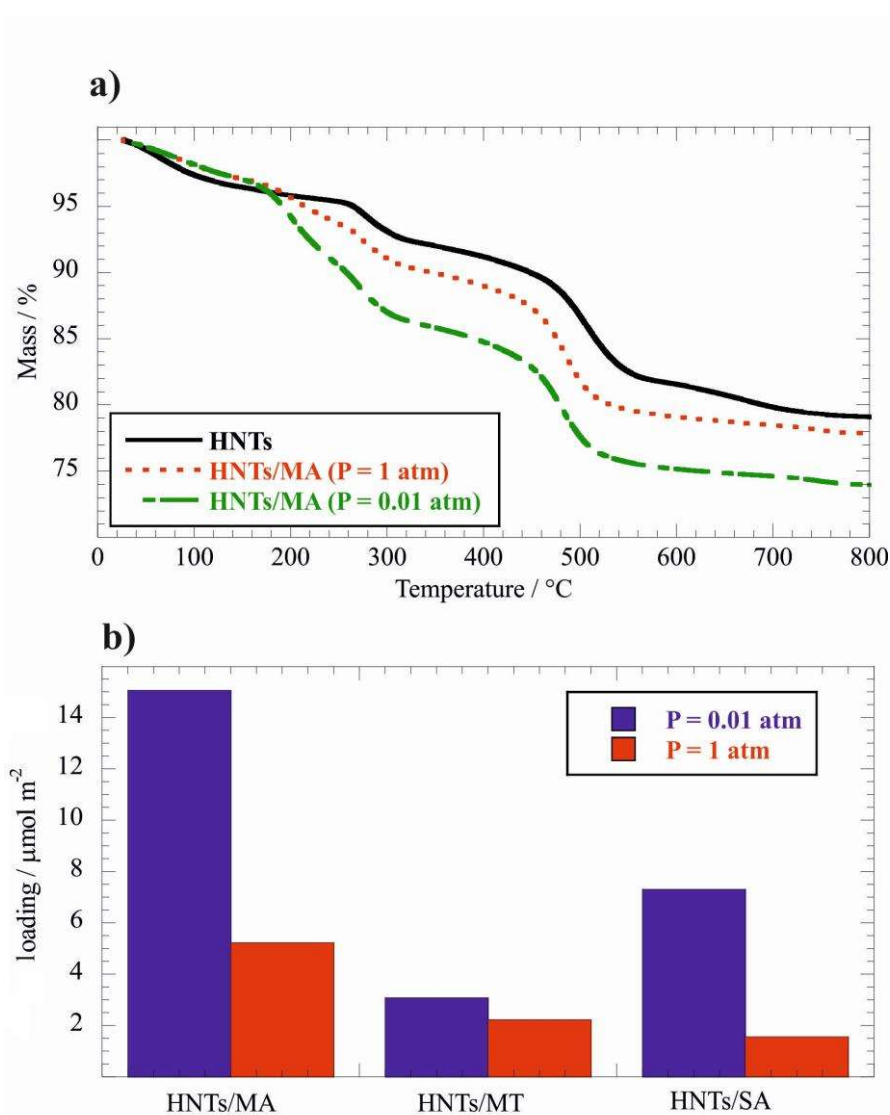 a)
95
90
85
80
75
Mass / %
HNTs
HNTs/MA (P = 1 atm)
HNTs/MA (P = 0.01 atm)
0 100 200 300 400 500 600 700 800
Temperature / °C
b)
14
12
10
8
6
4
2
loading / μmol m⁻²
P = 0.01 atm
P = 1 atm
HNTs/MA HNTs/MT HNTs/SA